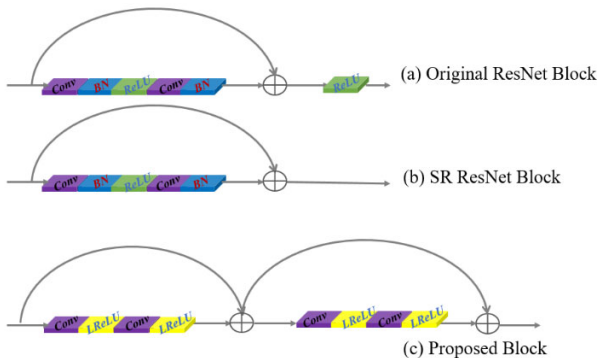 Conv BN ReLU Conv BN ReLU
(a) Original ResNet Block
Conv BN ReLU Conv BN
(b) SR ResNet Block
Conv LReLU Conv LReLU Conv LReLU Conv LReLU
(c) Proposed Block